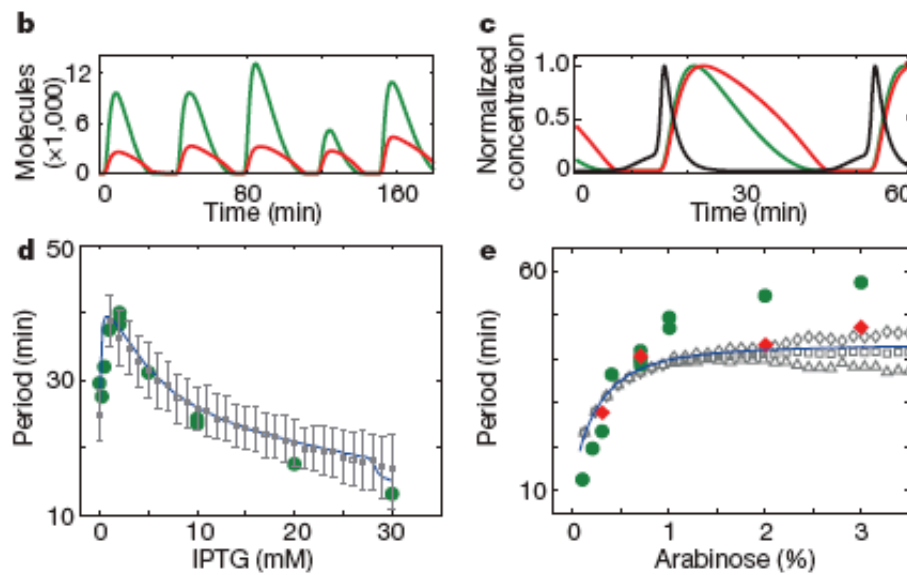 b
Molecules
(×1,000)
12
6
0
0
80
160
Time (min)
c
Normalized
concentration
1.0
0.5
0
0
30
60
Time (min)
d
Period (min)
50
30
10
0
10
20
30
IPTG (mM)
e
Period (min)
60
10
0
1
2
3
Arabinose (%)